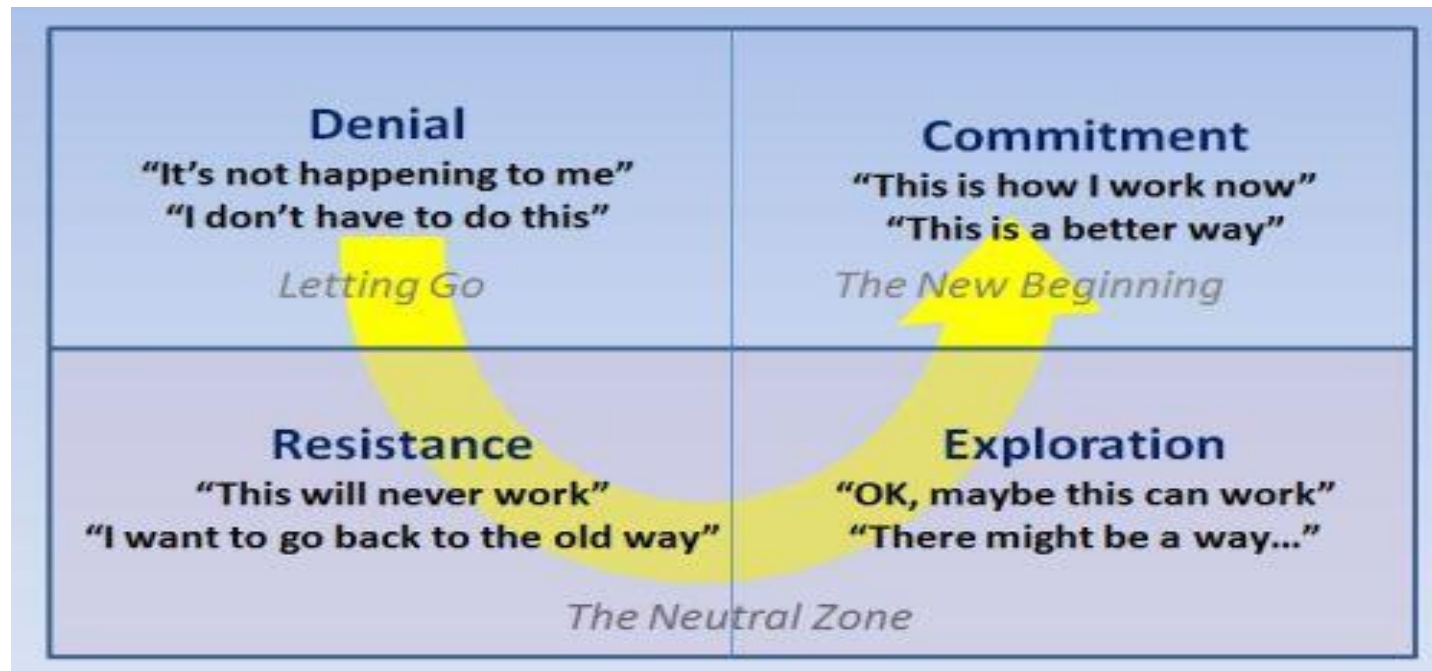 Denial
“It’s not happening to me”
“I don’t have to do this”
Letting Go
Commitment
“This is how I work now”
“This is a better way”
The New Beginning
Resistance
“This will never work”
“I want to go back to the old way”
Exploration
“OK, maybe this can work”
“There might be a way...”
The Neutral Zone